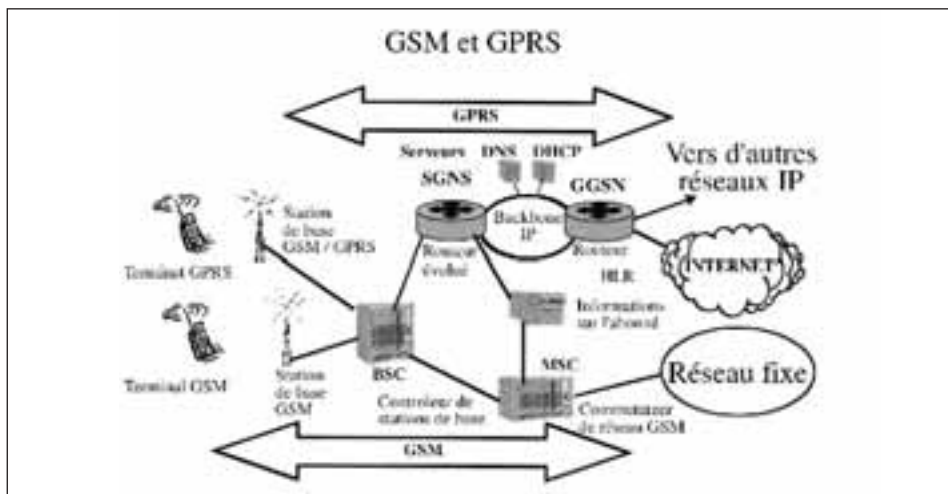 GSM et GPRS
GPRS
Serveurs DNS DHCP
SGNS
GGSN
Vers d'autres
réseaux IP
Station
de base
GSM / GPRS
Backbone
IP
Routeur
évolué
Routeur
INTERNET
Terminal GPRS
HLR
Informations
sur l'abonné
Terminal GSM
Station
de base
GSM
BSC
MSC
Réseau fixe
Contrôleur de
stations de base
Commutateur
de réseau GSM
GSM